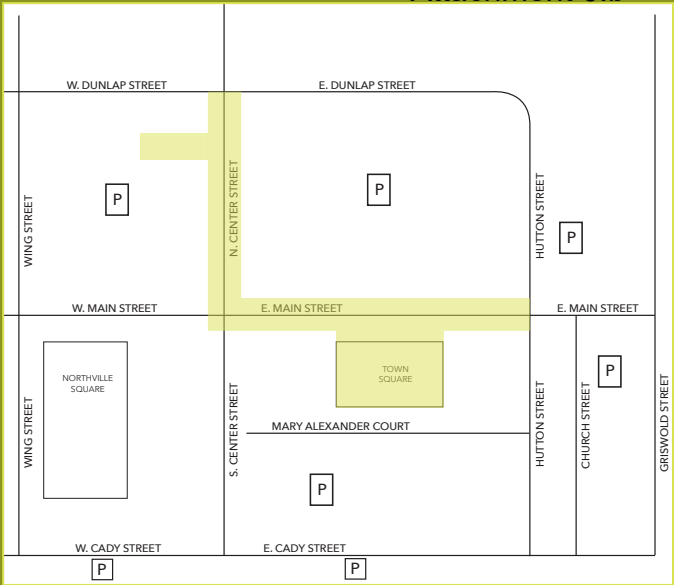 W. DUNLAP STREET
E. DUNLAP STREET
P
P
P
WING STREET
N. CENTER STREET
HUTTON STREET
W. MAIN STREET
E. MAIN STREET
E. MAIN STREET
NORTHVILLE
SQUARE
TOWN
SQUARE
P
WING STREET
S. CENTER STREET
HUTTON STREET
CHURCH STREET
GRISWOLD STREET
MARY ALEXANDER COURT
P
W. CADY STREET
E. CADY STREET
P
P